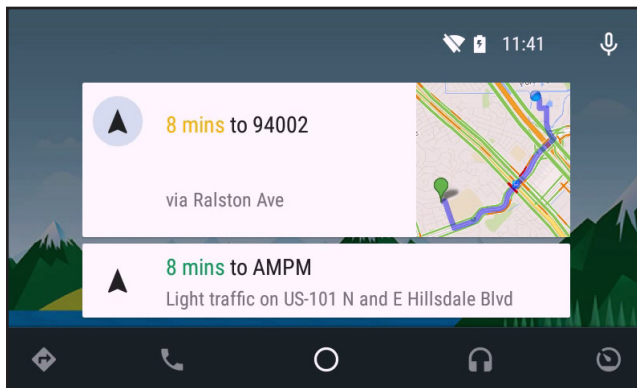 11:41
8 mins to 94002
via Ralston Ave
8 mins to AMPM
Light traffic on US-101 N and E Hillsdale Blvd